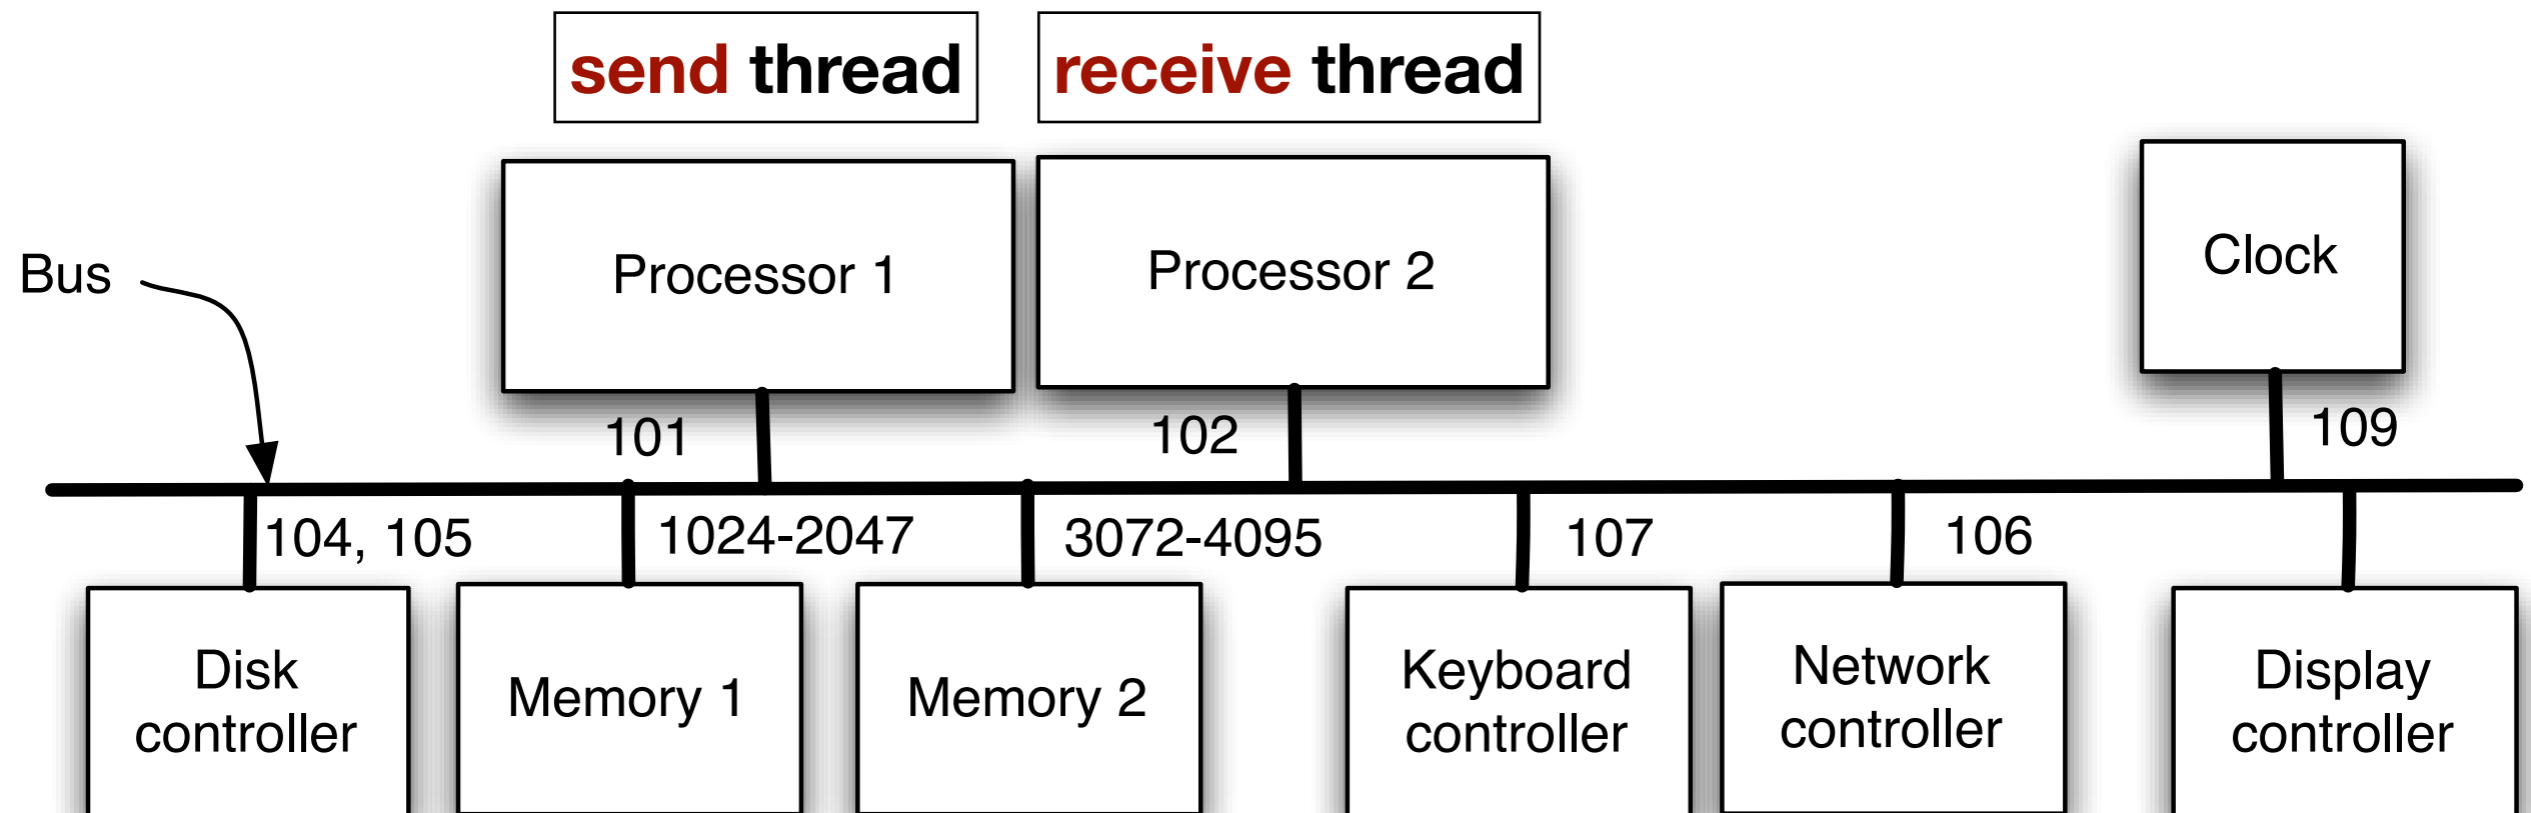 send thread
receive thread
Bus
Processor 1
Processor 2
Clock
101
102
109
104, 105
1024-2047
3072-4095
107
106
Disk
controller
Memory 1
Memory 2
Keyboard
controller
Network
controller
Display
controller